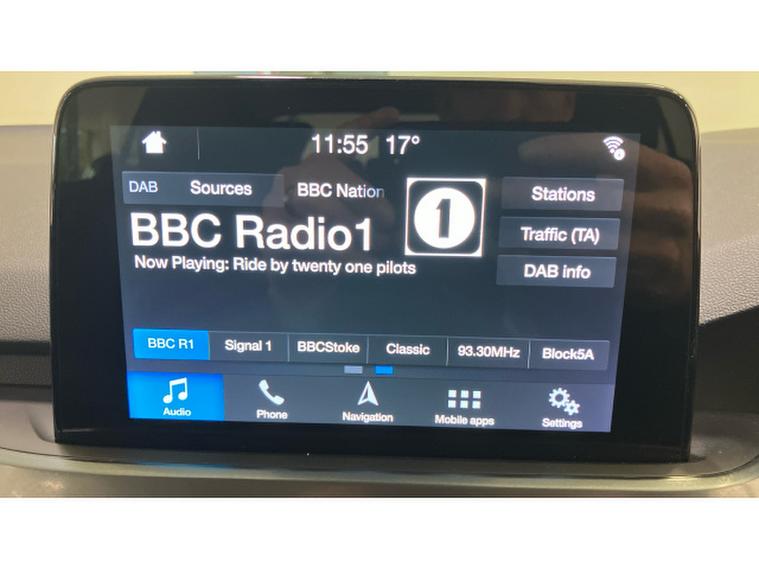 11:55 17°
DAB Sources BBC Nation
1
Stations
BBC Radio1
Traffic (TA)
Now Playing: Ride by twenty one pilots
DAB info
BBC R1 Signal 1 BBCStoke Classic 93.30MHz Block5A
Audio Phone Navigation Mobile apps Settings